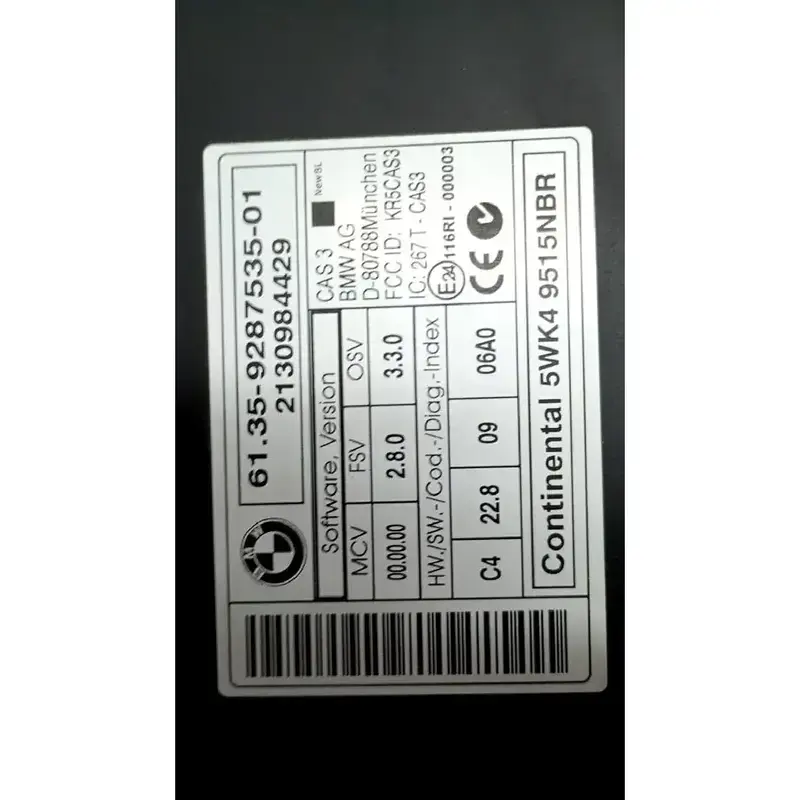 BMW
61.35-9287535-01
2130984429
Software, Version
MCV FSV OSV
00.00.00 2.8.0 3.3.0
CAS 3 NewBL
BMW AG
D-80788München
FCC ID: KR5CAS3
IC: 267 T - CAS3
E24 116RI - 000003
CE
HW./SW.-/Cod.-/Diag.-Index
C4 22.8 09 06A0
Continental 5WK4 9515NBR